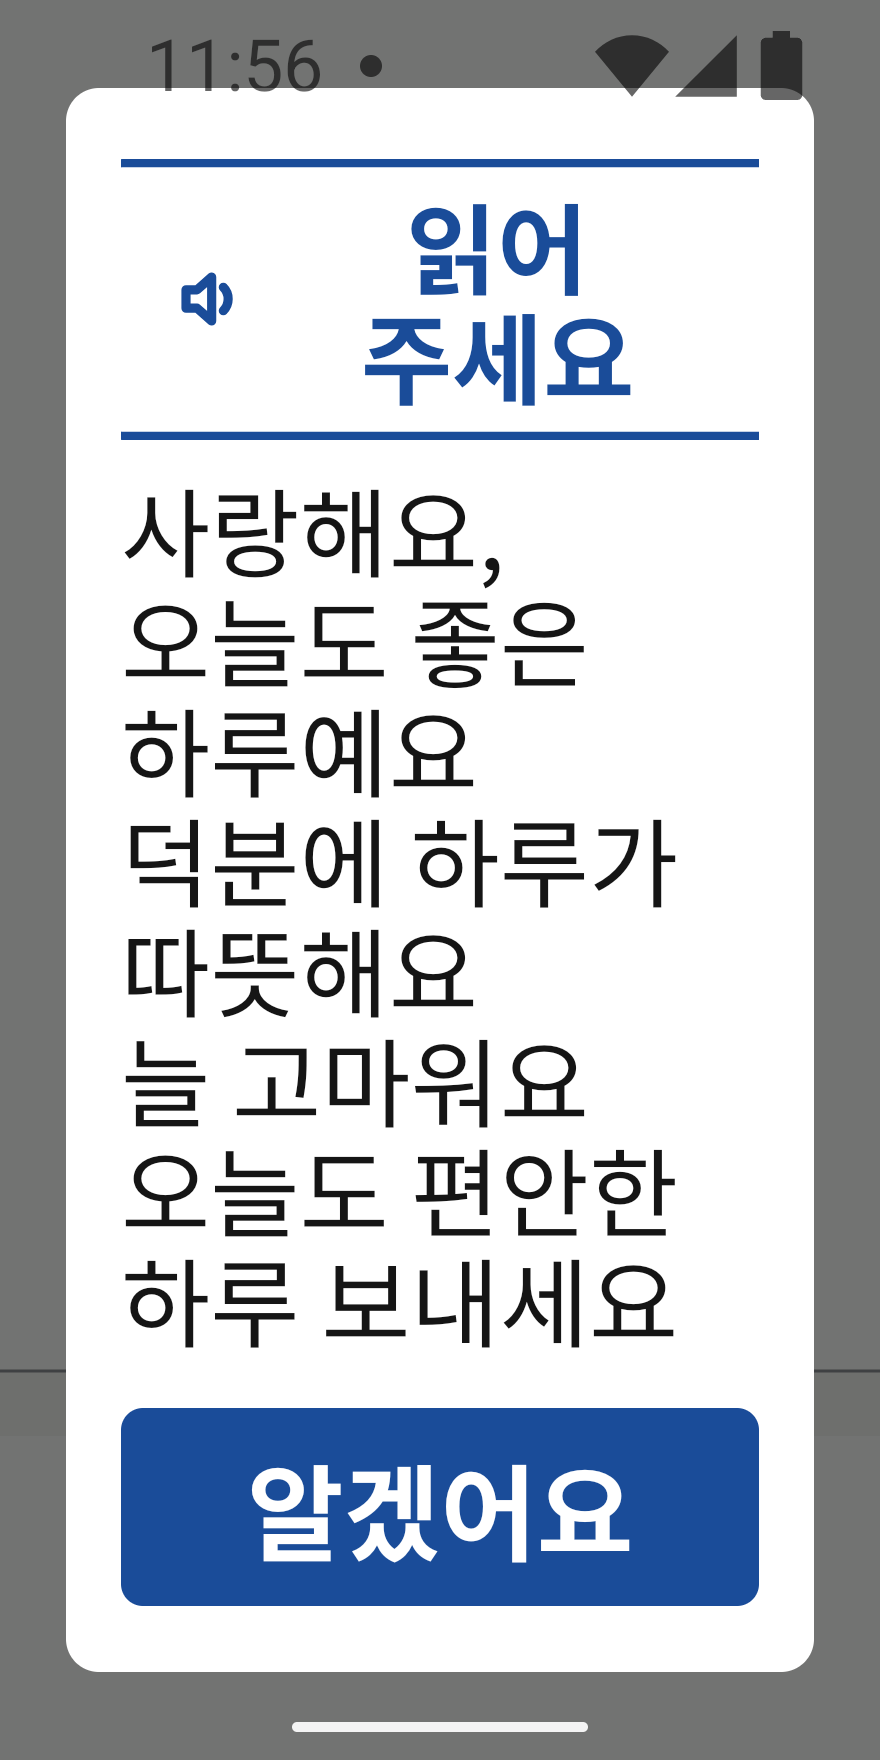 11:56
읽어
주세요
사랑해요,
오늘도 좋은
하루예요
덕분에 하루가
따뜻해요
늘 고마워요
오늘도 편안한
하루 보내세요
알겠어요